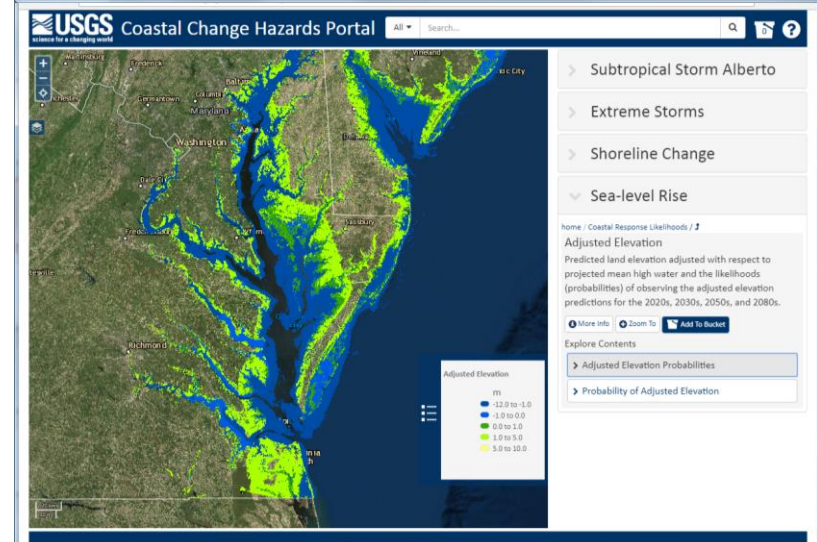 USGS
science for a changing world
Coastal Change Hazards Portal
All
Search...
0
?
Subtropical Storm Alberto
Extreme Storms
Shoreline Change
Sea-level Rise
home / Coastal Response Likelihoods /
Adjusted Elevation
Predicted land elevation adjusted with respect to
projected mean high water and the likelihoods
(probabilities) of observing the adjusted elevation
predictions for the 2020s, 2030s, 2050s, and 2080s.
More Info
Zoom To
Add To Bucket
Explore Contents
Adjusted Elevation Probabilities
Probability of Adjusted Elevation
Martinsburg
Frederick
Vineland
Germantown
Maryland
Washington
Dale City
Salisbury
Richmond
Adjusted Elevation
m
-12.0 to -1.0
-1.0 to 0.0
0.0 to 1.0
1.0 to 5.0
5.0 to 10.0